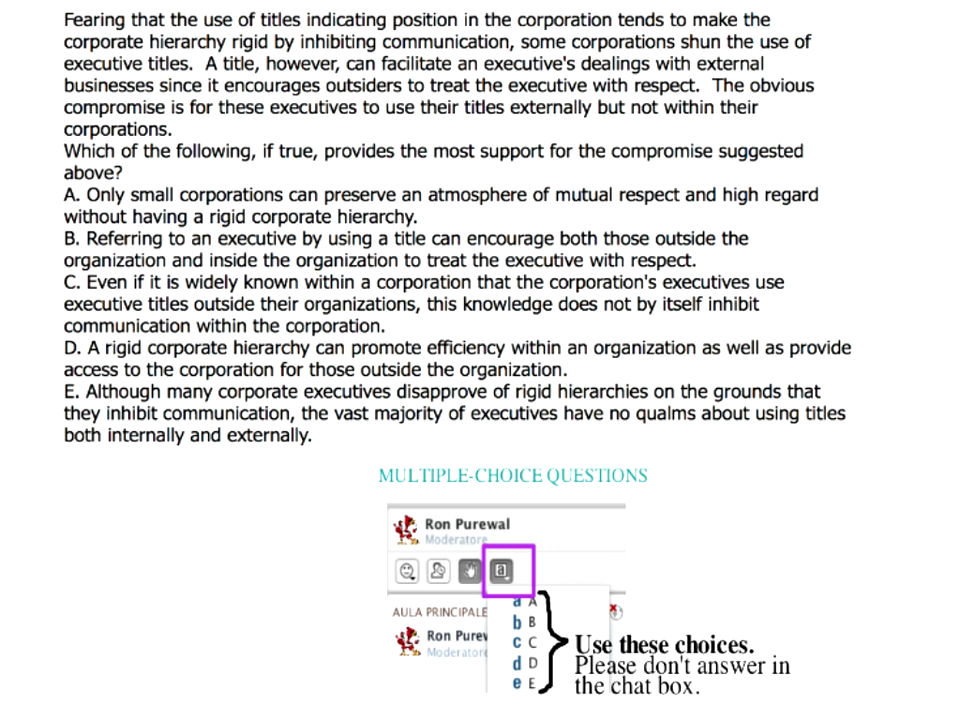 Fearing that the use of titles indicating position in the corporation tends to make the
corporate hierarchy rigid by inhibiting communication, some corporations shun the use of
executive titles.  A title, however, can facilitate an executive's dealings with external
businesses since it encourages outsiders to treat the executive with respect.  The obvious
compromise is for these executives to use their titles externally but not within their
corporations.
Which of the following, if true, provides the most support for the compromise suggested
above?
A. Only small corporations can preserve an atmosphere of mutual respect and high regard
without having a rigid corporate hierarchy.
B. Referring to an executive by using a title can encourage both those outside the
organization and inside the organization to treat the executive with respect.
C. Even if it is widely known within a corporation that the corporation's executives use
executive titles outside their organizations, this knowledge does not by itself inhibit
communication within the corporation.
D. A rigid corporate hierarchy can promote efficiency within an organization as well as provide
access to the corporation for those outside the organization.
E. Although many corporate executives disapprove of rigid hierarchies on the grounds that
they inhibit communication, the vast majority of executives have no qualms about using titles
both internally and externally.
MULTIPLE-CHOICE QUESTIONS
Ron Purewal
Moderatore
a
AULA PRINCIPALE
a A
b B
Ron Purew
c C
Use these choices.
Moderatore
d D
Please don't answer in
e E
the chat box.